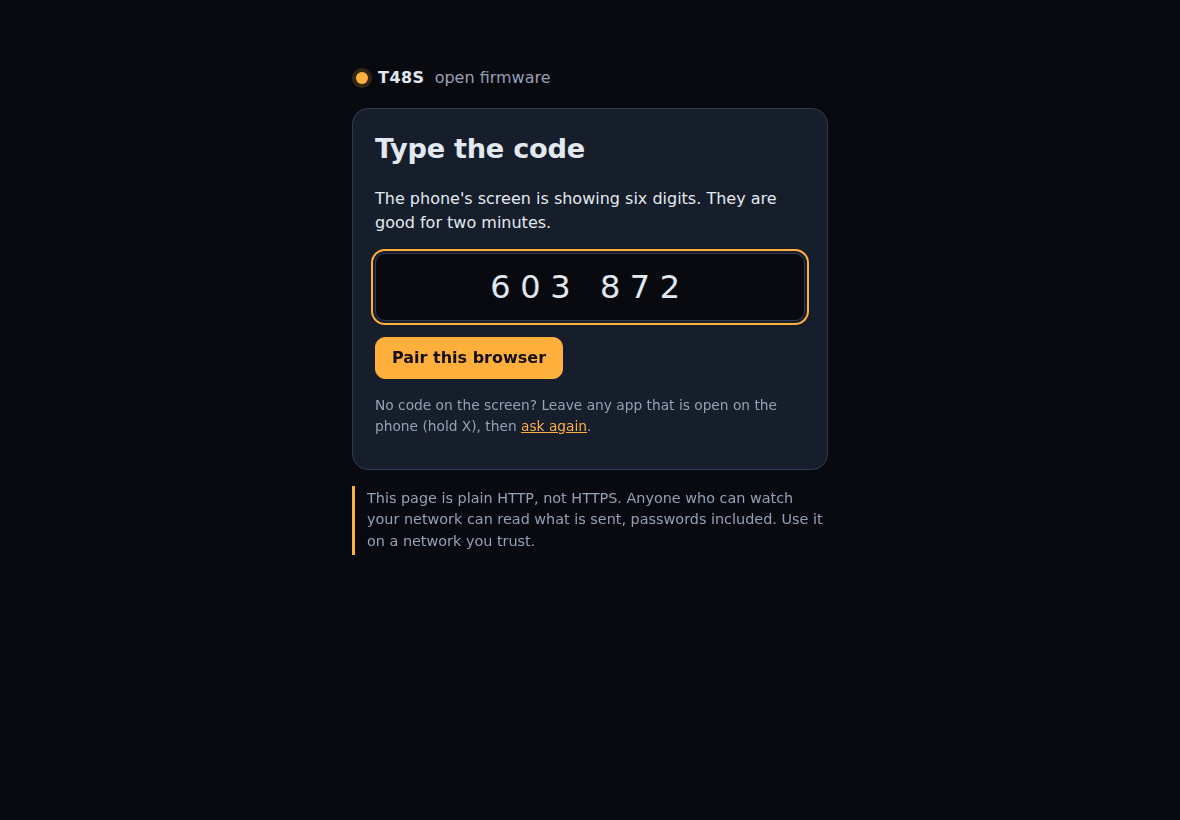 T48S open firmware
Type the code
The phone's screen is showing six digits. They are
good for two minutes.
603 872
Pair this browser
No code on the screen? Leave any app that is open on the
phone (hold X), then ask again.
This page is plain HTTP, not HTTPS. Anyone who can watch
your network can read what is sent, passwords included. Use it
on a network you trust.